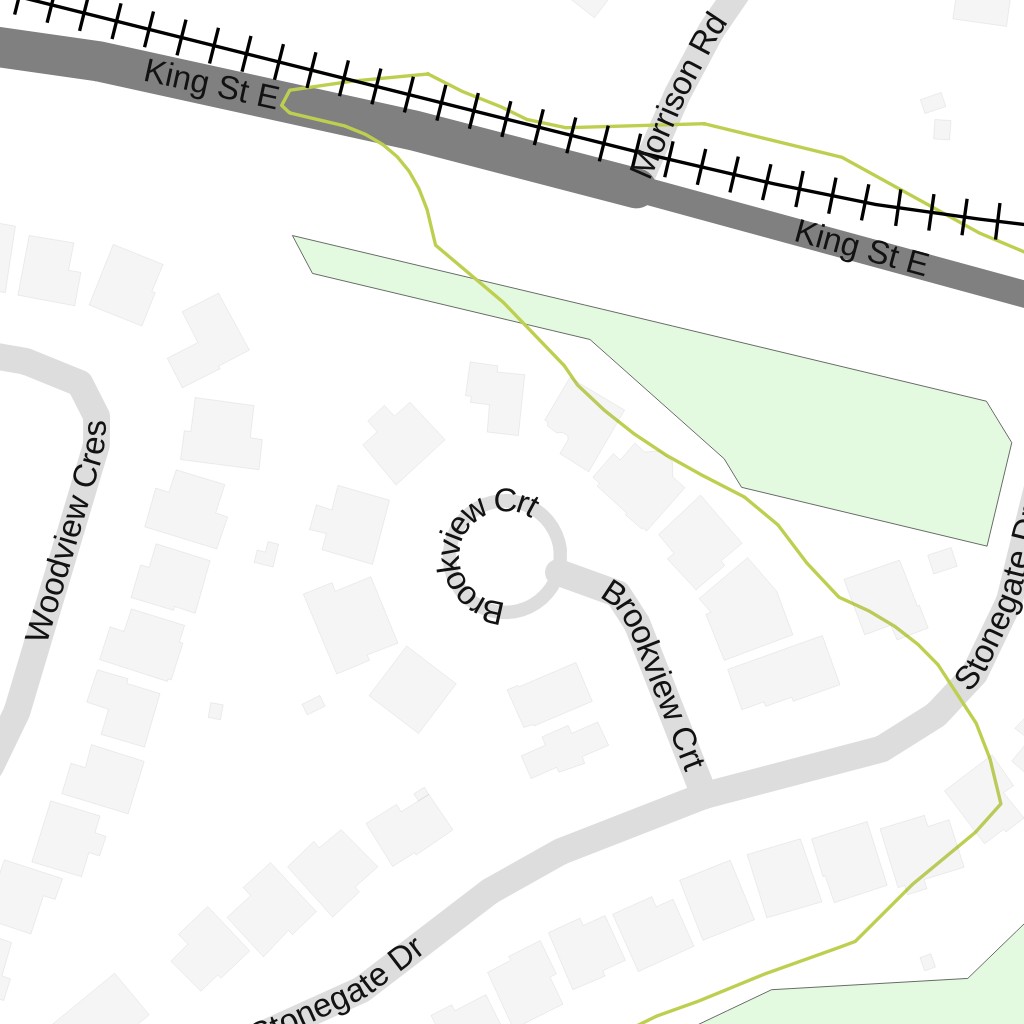 King St E
Morrison Rd
King St E
Woodview Cres
Brookview Crt
Brookview Crt
Stonegate Dr
Stonegate Dr